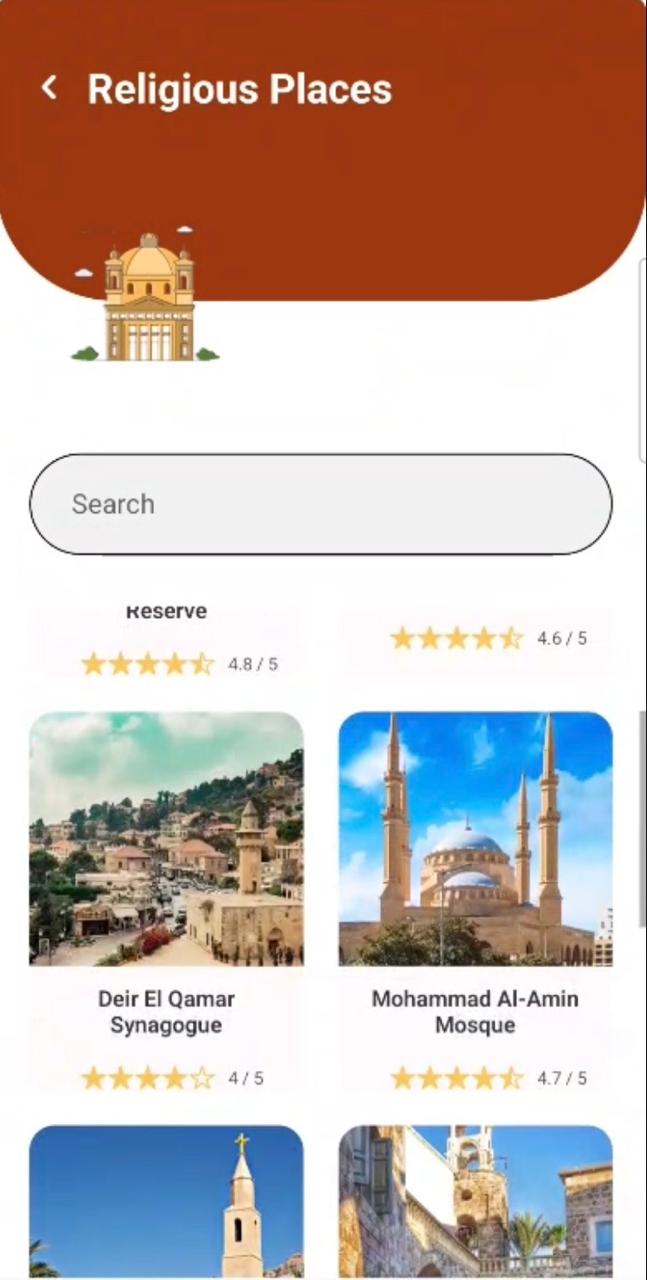 Religious Places
Search
Reserve
4.8 / 5
4.6 / 5
Deir El Qamar
Synagogue
4 / 5
Mohammad Al-Amin
Mosque
4.7 / 5